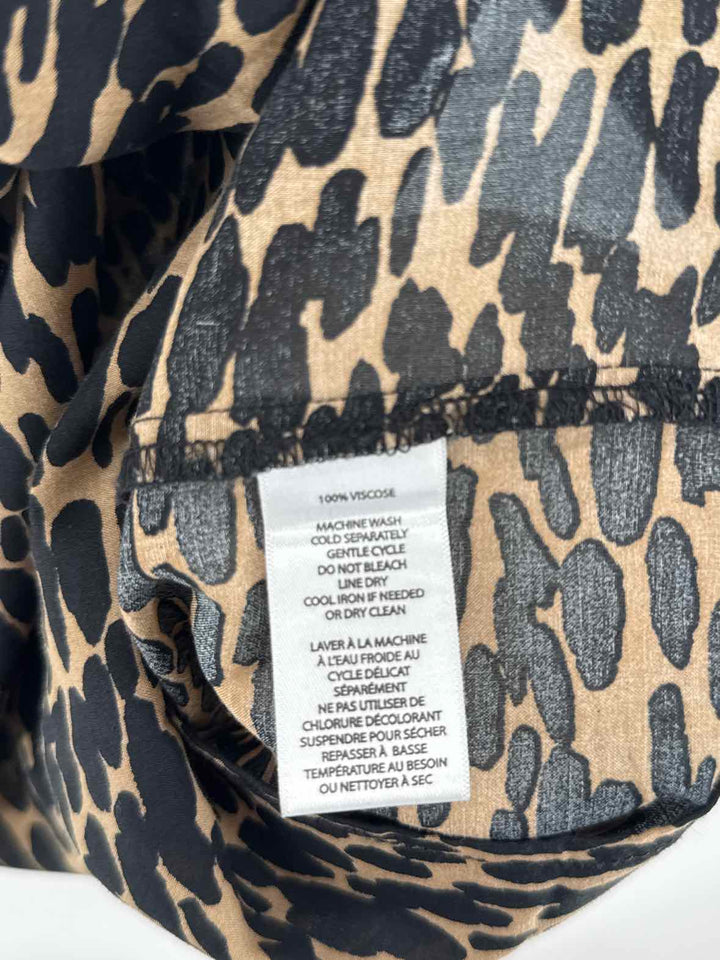 100% VISCOSE
MACHINE WASH
COLD SEPARATELY
GENTLE CYCLE
DO NOT BLEACH
LINE DRY
COOL IRON IF NEEDED
OR DRY CLEAN
LAVER À LA MACHINE
À L'EAU FROIDE AU
CYCLE DÉLICAT
SÉPARÉMENT
NE PAS UTILISER DE
CHLORURE DÉCOLORANT
SUSPENDRE POUR SÉCHER
REPASSER À BASSE
TEMPÉRATURE AU BESOIN
OU NETTOYER À SEC